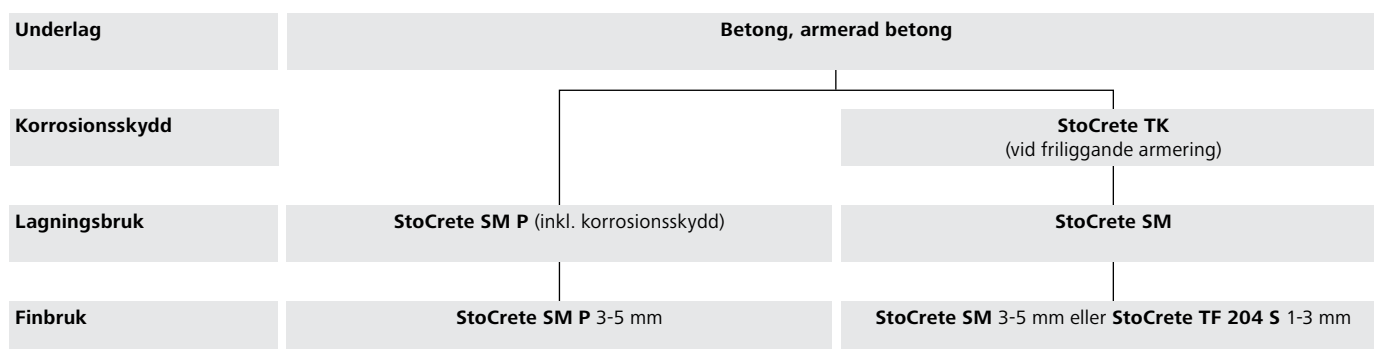 Underlag
Betong, armerad betong
Korrosionsskydd
StoCrete TK
(vid friliggande armering)
Lagningsbruk
StoCrete SM P (inkl. korrosionsskydd)
StoCrete SM
Finbruk
StoCrete SM P 3-5 mm
StoCrete SM 3-5 mm eller StoCrete TF 204 S 1-3 mm